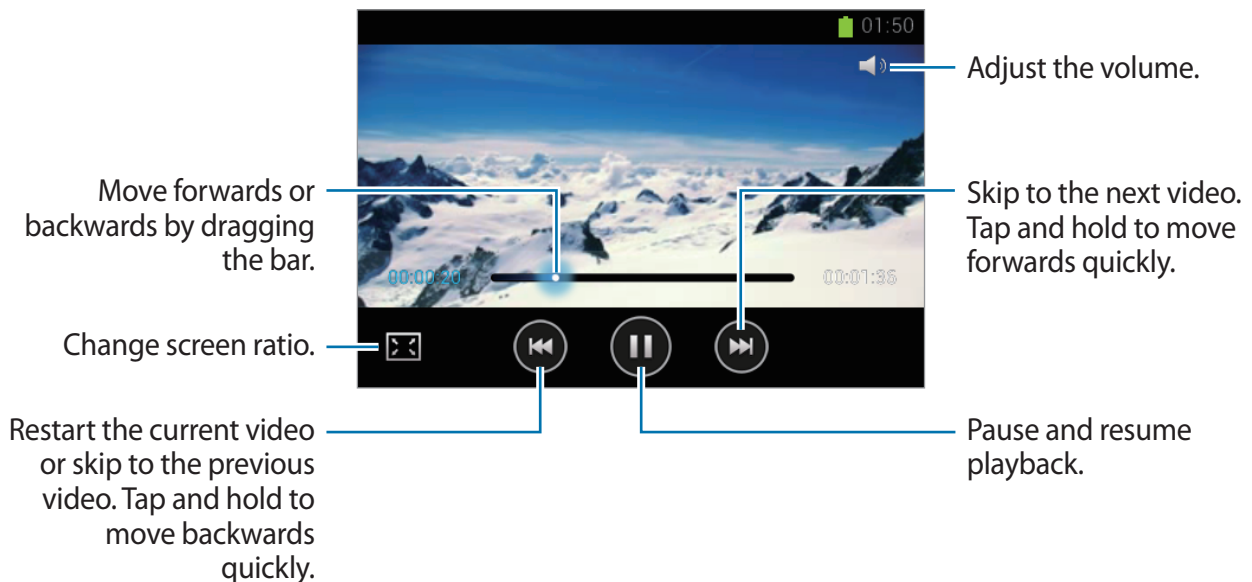 01:50
Adjust the volume.
Move forwards or
backwards by dragging
the bar.
Skip to the next video.
Tap and hold to move
forwards quickly.
00:00:20
00:01:36
Change screen ratio.
Restart the current video
or skip to the previous
video. Tap and hold to
move backwards
quickly.
Pause and resume
playback.